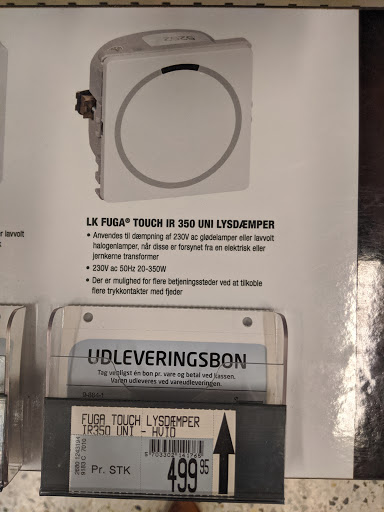 LK FUGA® TOUCH IR 350 UNI LYSDÆMPER
• Anvendes til dæmpning af 230V ac glødelamper eller lavvolt
halogenlamper, når disse er forsynet fra en elektrisk eller
jernkerne transformer
• 230V ac 50Hz 20-350W
• Der er mulighed for flere betjeningssteder ved at tilkoble
flere trykkontakter med fjeder
r lavvolt
UDLEVERINGSBON
Tag venligst én bon pr. vare og betal ved kassen.
Varen udleveres ved vareudleveringen.
FUGA TOUCH LYSDÆMPER
IR350 UNI - HVID
Pr. STK
499 95